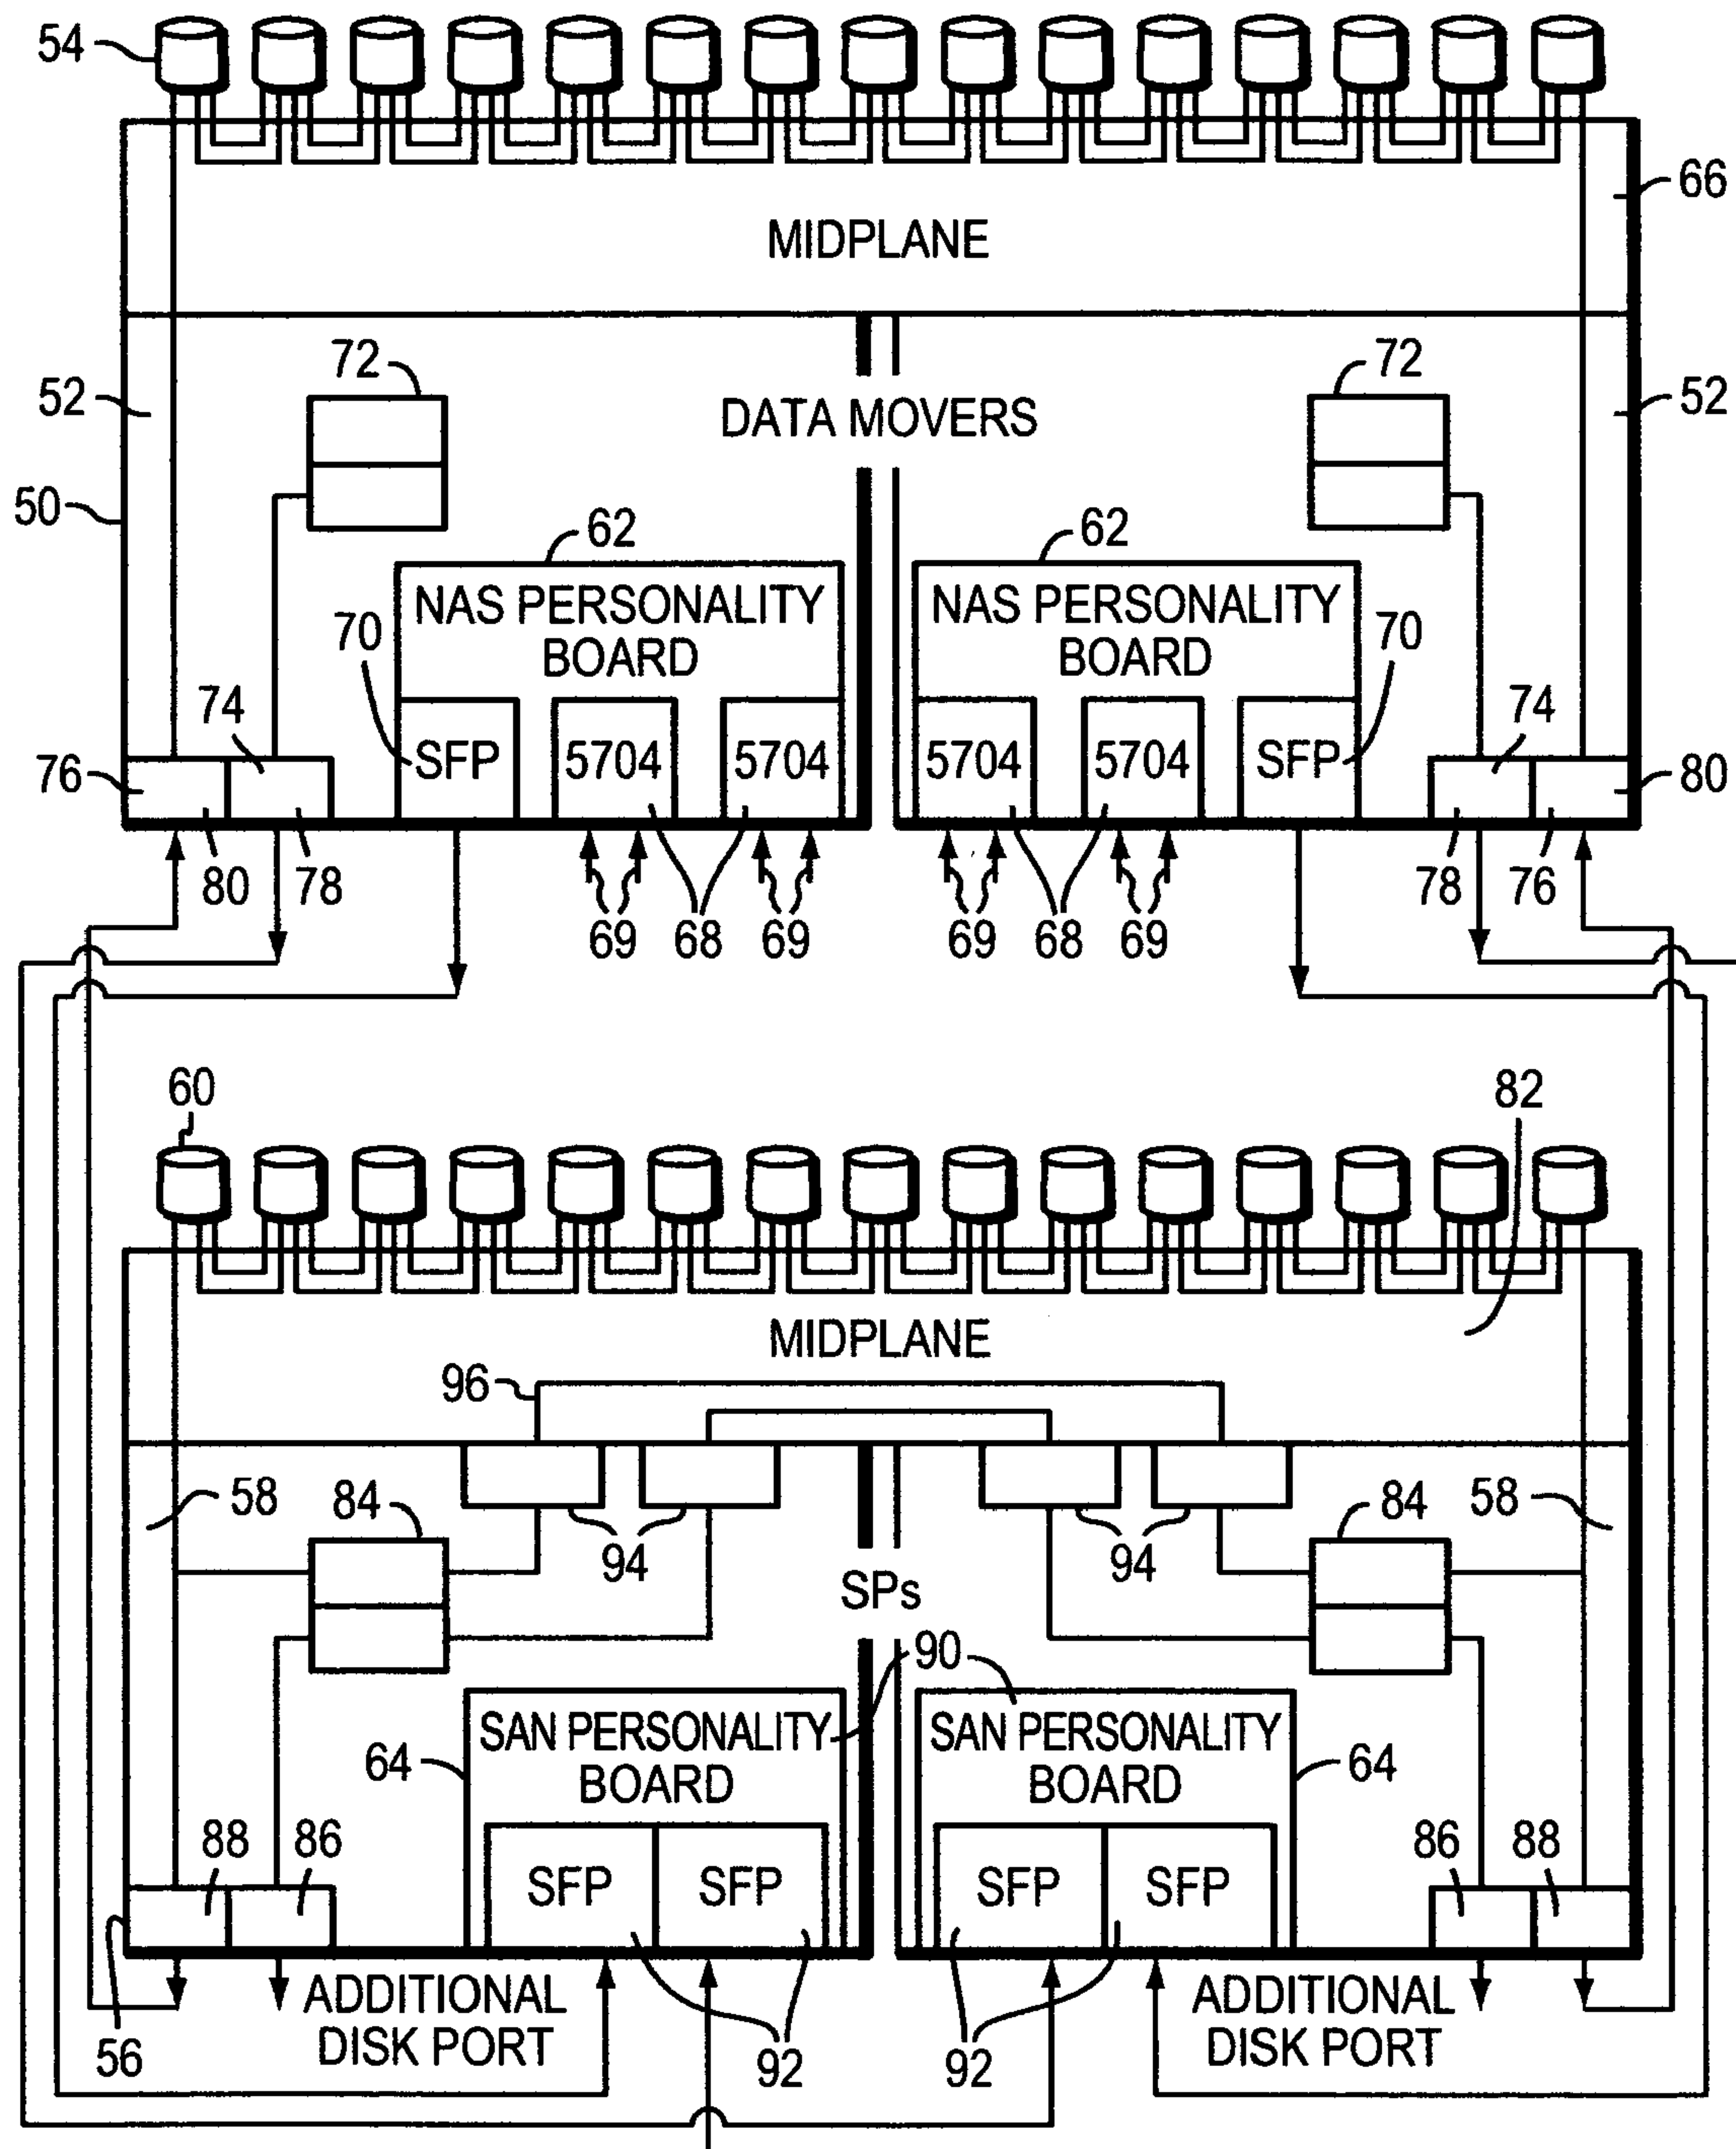 54
66
MIDPLANE
72
72
52
DATA MOVERS
52
50
62
62
NAS PERSONALITY
BOARD
NAS PERSONALITY
BOARD
70
70
74
74
76
SFP
5704
5704
5704
5704
SFP
80
80
78
69
68
69
69
68
69
78
76
60
82
MIDPLANE
96
58
84
94
94
84
58
SPs
90
SAN PERSONALITY
BOARD
SAN PERSONALITY
BOARD
64
64
88
86
SFP
SFP
SFP
SFP
86
88
56
ADDITIONAL
DISK PORT
92
92
ADDITIONAL
DISK PORT